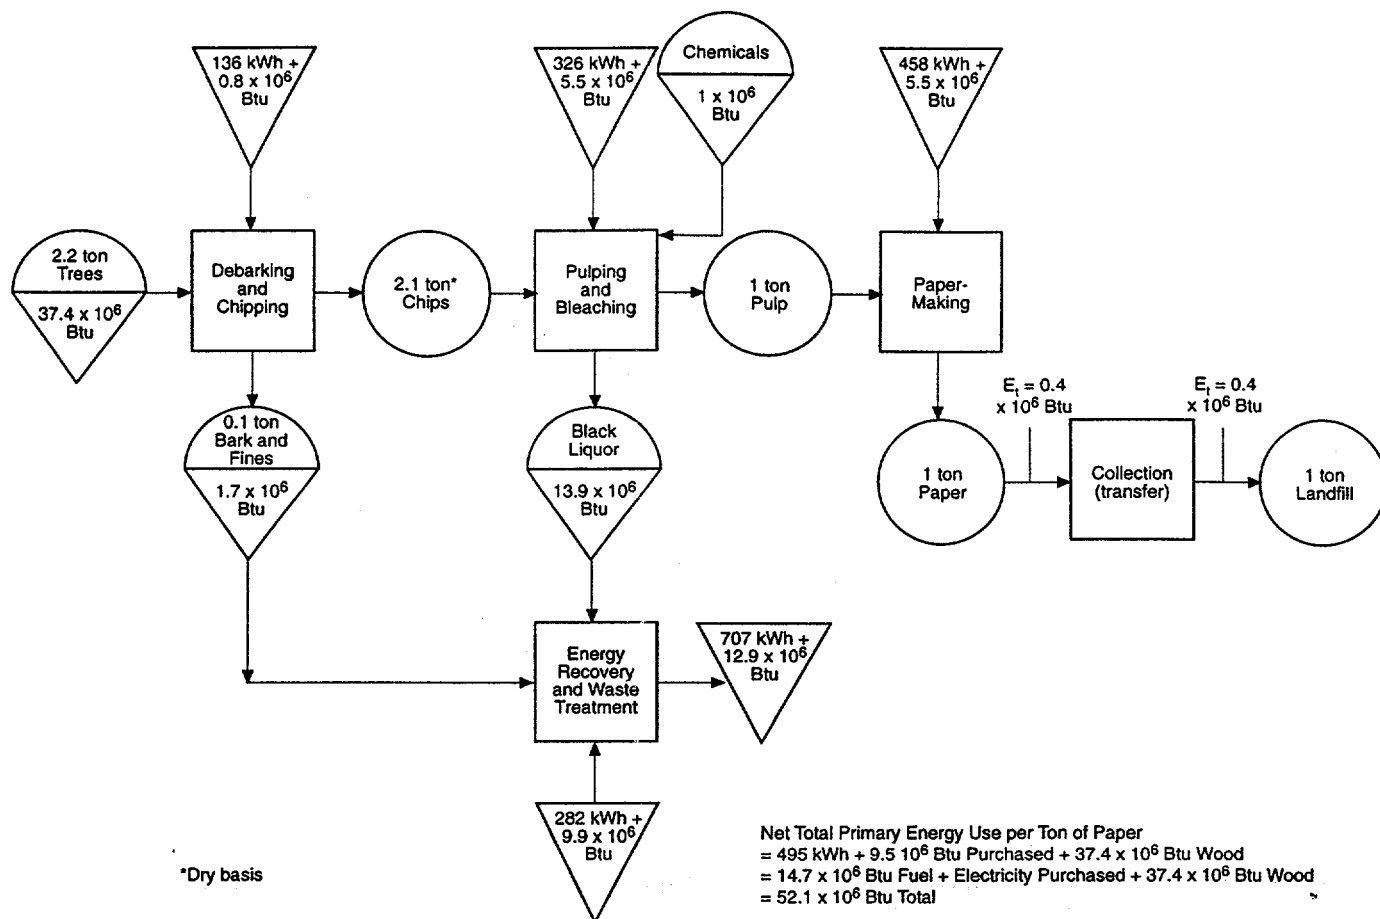 136 kWh +
0.8 x 10⁶
Btu
326 kWh +
5.5 x 10⁶
Btu
Chemicals
1 x 10⁶
Btu
458 kWh +
5.5 x 10⁶
Btu
2.2 ton
Trees
37.4 x 10⁶
Btu
Debarking
and
Chipping
2.1 ton*
Chips
Pulping
and
Bleaching
1 ton
Pulp
Paper-
Making
0.1 ton
Bark and
Fines
1.7 x 10⁶
Btu
Black
Liquor
13.9 x 10⁶
Btu
1 ton
Paper
Eₜ = 0.4
x 10⁶ Btu
Collection
(transfer)
Eₜ = 0.4
x 10⁶ Btu
1 ton
Landfill
Energy
Recovery
and Waste
Treatment
707 kWh +
12.9 x 10⁶
Btu
282 kWh +
9.9 x 10⁶
Btu
*Dry basis
Net Total Primary Energy Use per Ton of Paper
= 495 kWh + 9.5 10⁶ Btu Purchased + 37.4 x 10⁶ Btu Wood
= 14.7 x 10⁶ Btu Fuel + Electricity Purchased + 37.4 x 10⁶ Btu Wood
= 52.1 x 10⁶ Btu Total